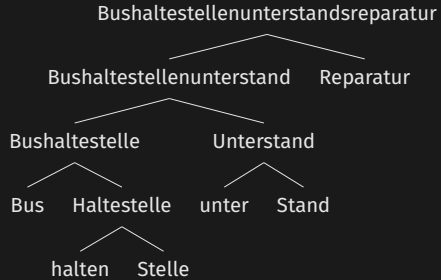 Bushaltestellenunterstandsreparatur
Bushaltestellenunterstand Reparatur
Bushaltestelle Unterstand
Bus Haltestelle unter Stand
halten Stelle